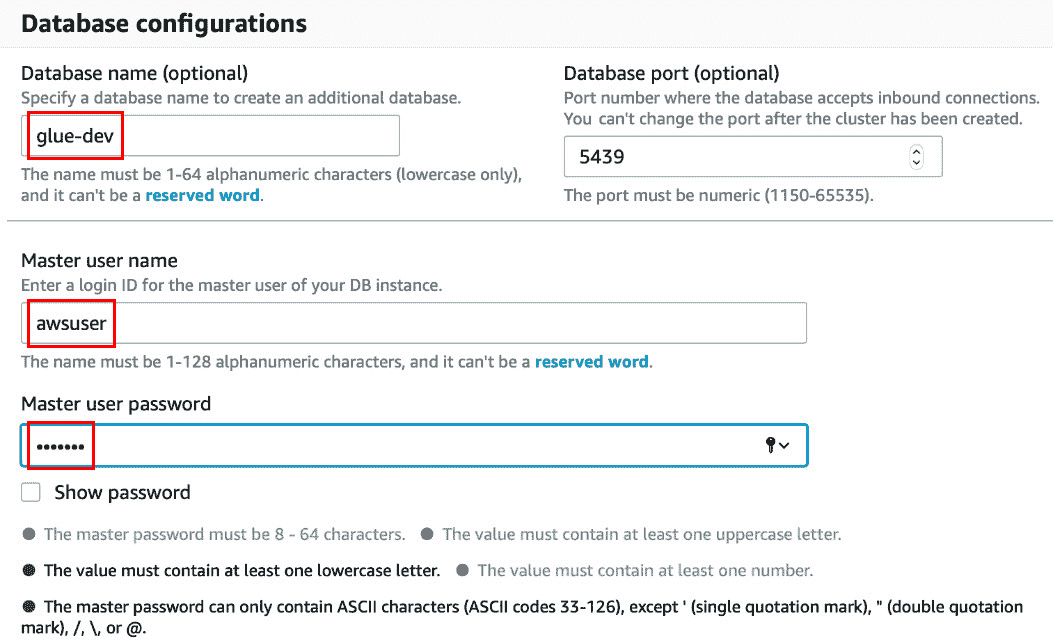 Database configurations
Database name (optional)
Specify a database name to create an additional database.
glue-dev
The name must be 1-64 alphanumeric characters (lowercase only),
and it can't be a reserved word.
Database port (optional)
Port number where the database accepts inbound connections.
You can't change the port after the cluster has been created.
5439
The port must be numeric (1150-65535).
Master user name
Enter a login ID for the master user of your DB instance.
awsuser
The name must be 1-128 alphanumeric characters, and it can't be a reserved word.
Master user password
•••••••
Show password
● The master password must be 8 - 64 characters. ● The value must contain at least one uppercase letter.
● The value must contain at least one lowercase letter. ● The value must contain at least one number.
● The master password can only contain ASCII characters (ASCII codes 33-126), except ' (single quotation mark), " (double quotation
mark), /, \, or @.